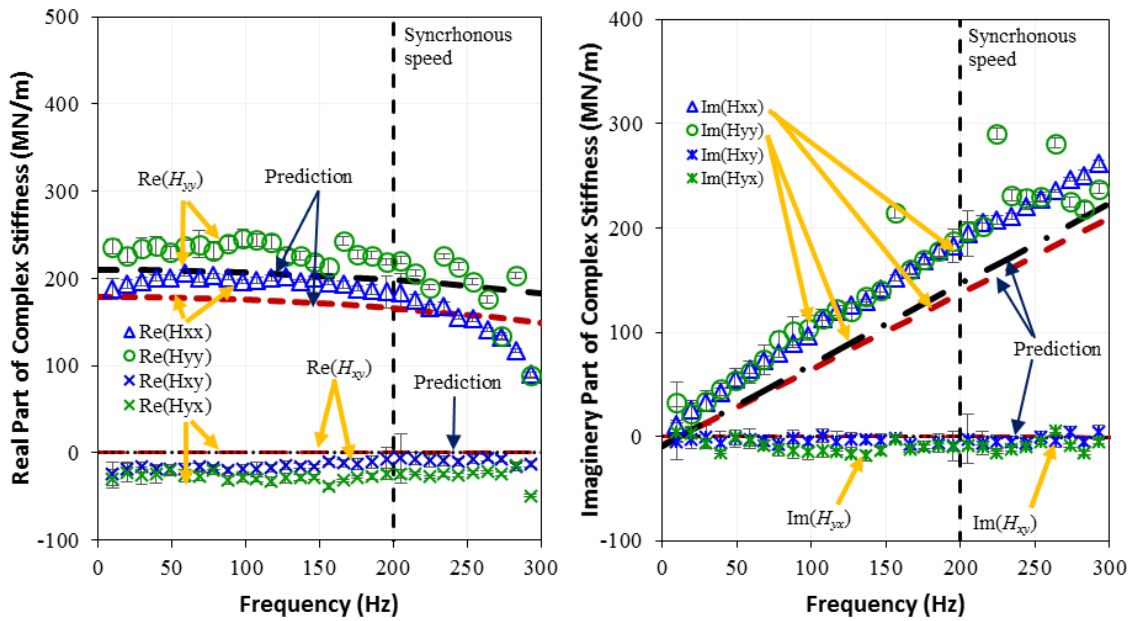 Real Part of Complex Stiffness (MN/m)
500
400
300
200
100
0
-100
0
50
100
150
200
250
300
Frequency (Hz)
Syncrhonous
speed
Re(Hyy)
Prediction
Re(Hxx)
Re(Hyy)
Re(Hxy)
Re(Hyx)
Re(Hxy)
Prediction
Imaginery Part of Complex Stiffness (MN/m)
400
300
200
100
0
-100
0
50
100
150
200
250
300
Frequency (Hz)
Syncrhonous
speed
Im(Hxx)
Im(Hyy)
Im(Hxy)
Im(Hyx)
Prediction
Im(Hyx)
Im(Hxy)